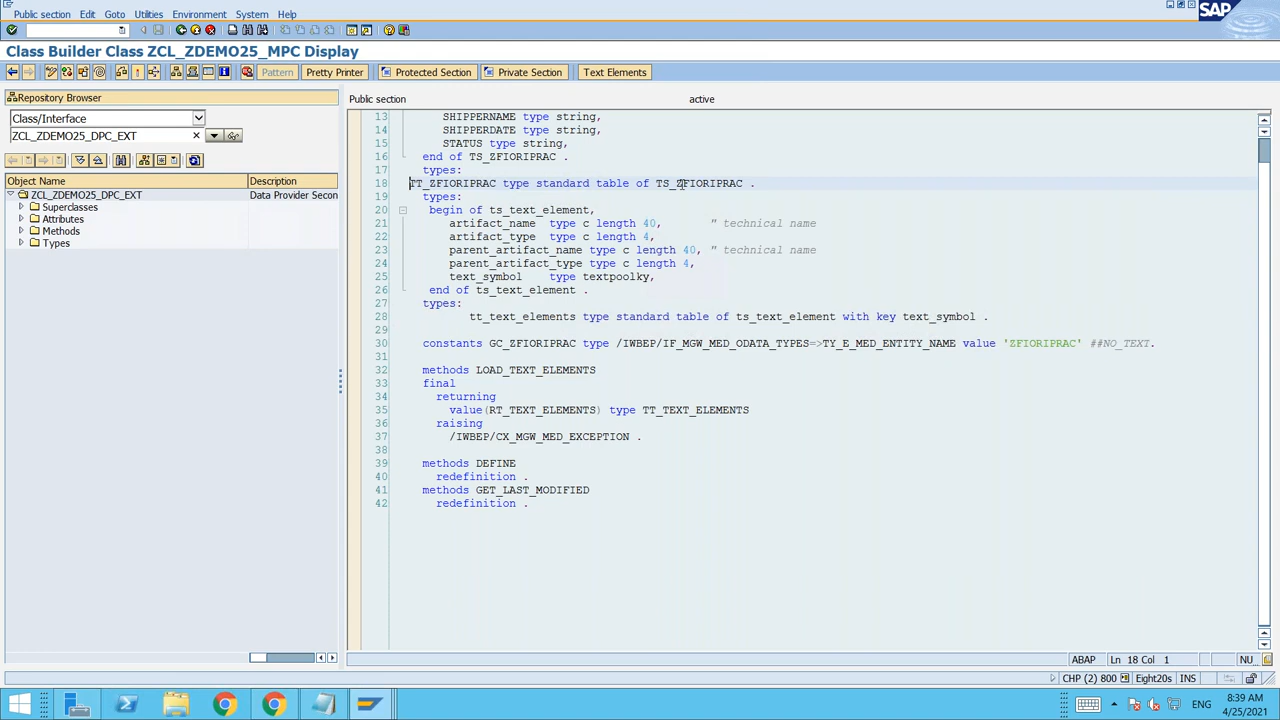 System Edit Goto Utilities Environment System Help
SAP
Class Builder Class ZCL_ZDEMO25_MPC Display
Pattern Pretty Printer Protected Section Private Section Text Elements
Repository Browser
Class/Interface
ZCL_ZDEMO25_DPC_EXT
Object Name Description
ZCL_ZDEMO25_DPC_EXT Data Provider Secon
Superclasses
Attributes
Methods
Types
Public section active
13 SHIPPERNAME type string,
14 SHIPPERDATE type string,
15 STATUS type string,
16 end of TS_ZFIORIPRAC .
17 types:
18 TT_ZFIORIPRAC type standard table of TS_ZFIORIPRAC .
19 types:
20 begin of ts_text_element,
21 artifact_name type c length 40, " technical name
22 artifact_type type c length 4,
23 parent_artifact_name type c length 40, " technical name
24 parent_artifact_type type c length 4,
25 text_symbol type textpoolky,
26 end of ts_text_element .
27 types:
28 tt_text_elements type standard table of ts_text_element with key text_symbol .
29
30 constants GC_ZFIORIPRAC type /IWBEP/IF_MGW_MED_ODATA_TYPES=>TY_E_MED_ENTITY_NAME value 'ZFIORIPRAC' ##NO_TEXT.
31
32 methods LOAD_TEXT_ELEMENTS
33 final
34 returning
35 value(RT_TEXT_ELEMENTS) type TT_TEXT_ELEMENTS
36 raising
37 /IWBEP/CX_MGW_MED_EXCEPTION .
38
39 methods DEFINE
40 redefinition .
41 methods GET_LAST_MODIFIED
42 redefinition .
ABAP Ln 18 Col 1 NU
CHP (2) 800 Eight20s INS
ENG 8:39 AM
4/25/2021